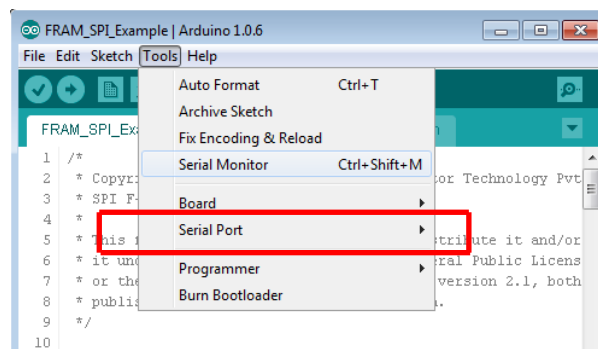 FRAM_SPI_Example | Arduino 1.0.6
File Edit Sketch Tools Help
Auto Format Ctrl+T
Archive Sketch
Fix Encoding & Reload
Serial Monitor Ctrl+Shift+M
Board
Serial Port
Programmer
Burn Bootloader
FRAM_SPI_Ex
1 /*
2 * Copyr tor Technology Pvt
3 * SPI F
4 *
5 * This f stribute it and/or
6 * it und eral Public Licens
7 * or the version 2.1, both
8 * publis
9 */
10